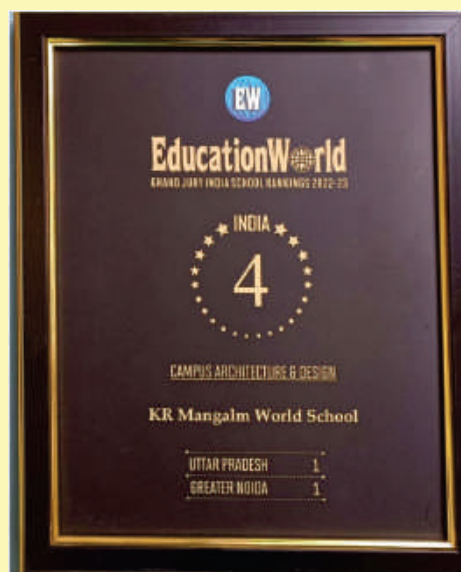 EW
EducationWorld
GRAND JURY INDIA SCHOOL RANKINGS 2022-23
INDIA
4
CAMPUS ARCHITECTURE & DESIGN
KR Mangalm World School
UTTAR PRADESH 1
GREATER NOIDA 1